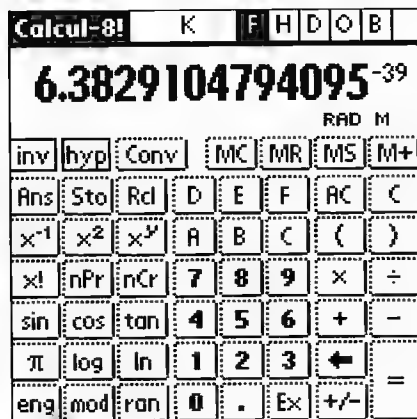 Calcul-8! K F H D O B
6.3829104794095-39
RAD M
inv hyp Conv MC MR MS M+
Ans Sto Rcl D E F AC C
x-1 x2 xy A B C ( )
x! nPr nCr 7 8 9 × ÷
sin cos tan 4 5 6 + −
π log ln 1 2 3 ← =
eng mod ran 0 . Ex +/−